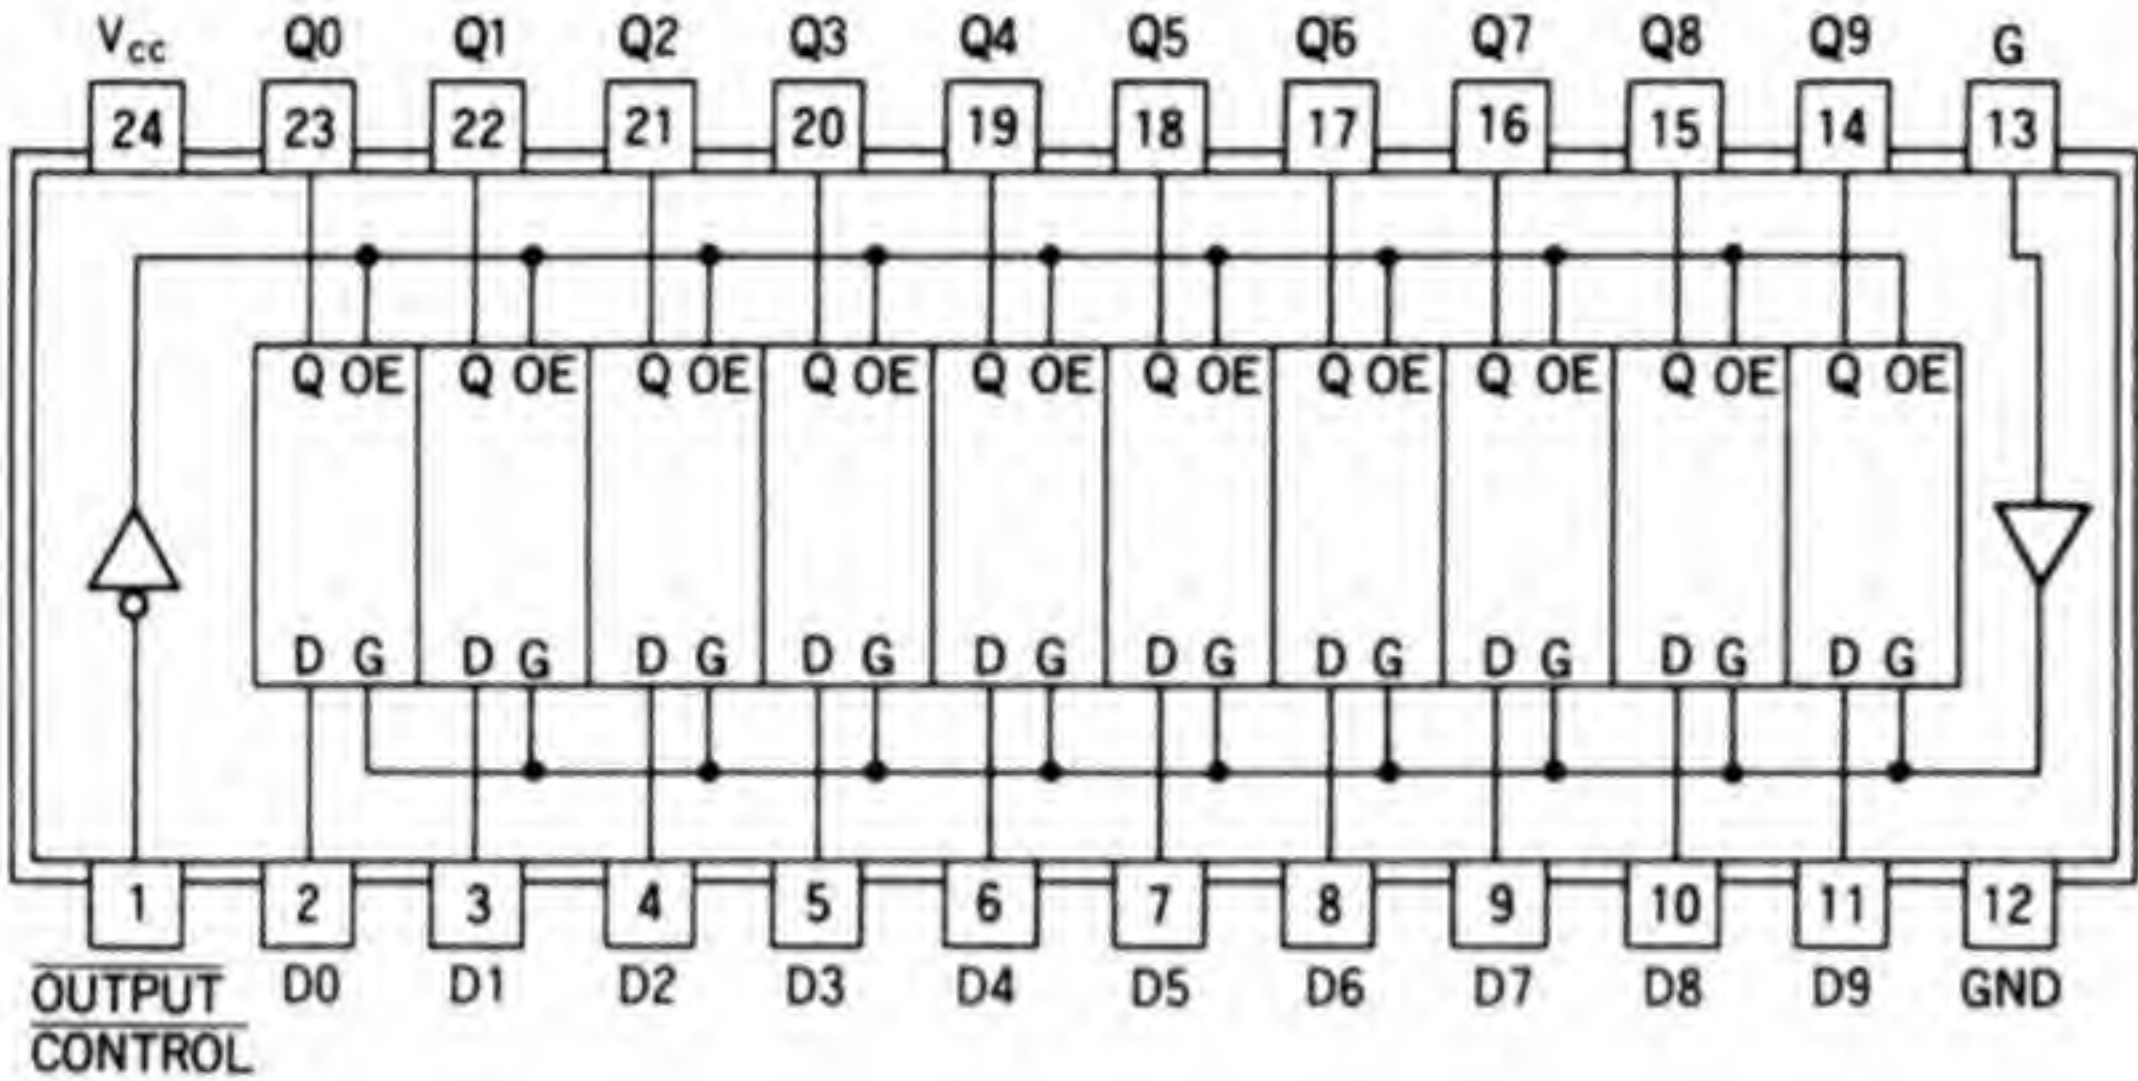 Vcc Q0 Q1 Q2 Q3 Q4 Q5 Q6 Q7 Q8 Q9 G
24 23 22 21 20 19 18 17 16 15 14 13
Q OE Q OE Q OE Q OE Q OE Q OE Q OE Q OE Q OE Q OE
D G D G D G D G D G D G D G D G D G D G
1 2 3 4 5 6 7 8 9 10 11 12
OUTPUT D0 D1 D2 D3 D4 D5 D6 D7 D8 D9 GND
CONTROL